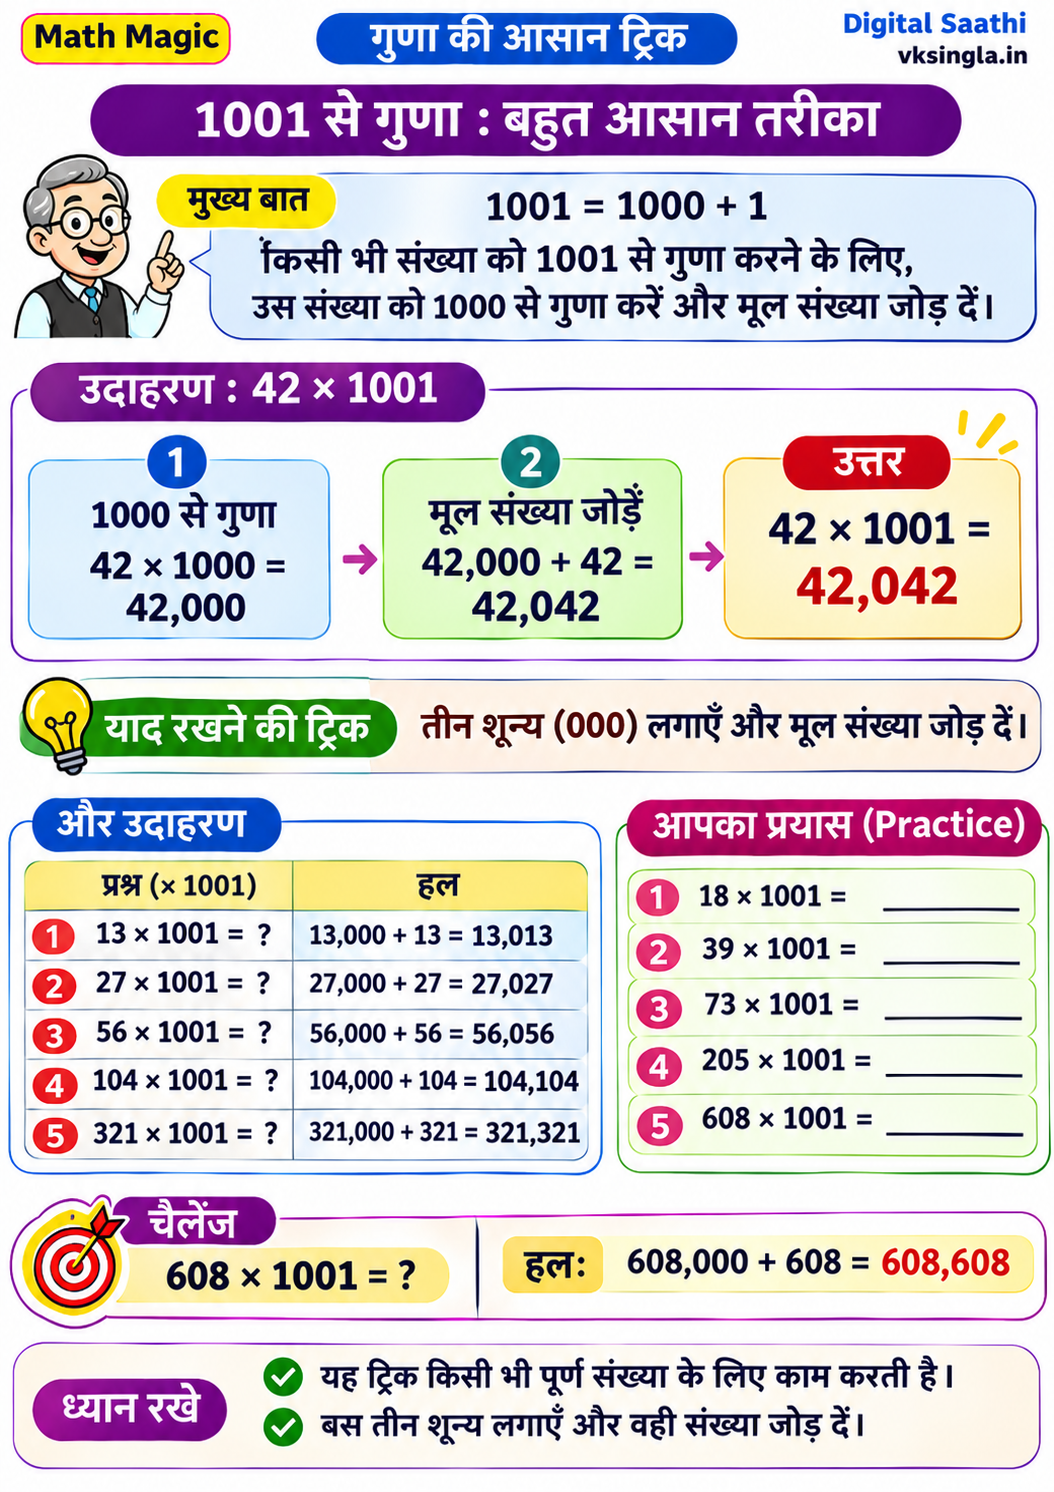 Math Magic
गुणा की आसान ट्रिक
Digital Saathi
vksingla.in
1001 से गुणा : बहुत आसान तरीका
मुख्य बात
1001 = 1000 + 1
किसी भी संख्या को 1001 से गुणा करने के लिए,
उस संख्या को 1000 से गुणा करें और मूल संख्या जोड़ दें।
उदाहरण : 42 × 1001
1
1000 से गुणा
42 × 1000 =
42,000
2
मूल संख्या जोड़ें
42,000 + 42 =
42,042
उत्तर
42 × 1001 =
42,042
याद रखने की ट्रिक
तीन शून्य (000) लगाएँ और मूल संख्या जोड़ दें।
और उदाहरण
प्रश्न (× 1001) हल
1 13 × 1001 = ? 13,000 + 13 = 13,013
2 27 × 1001 = ? 27,000 + 27 = 27,027
3 56 × 1001 = ? 56,000 + 56 = 56,056
4 104 × 1001 = ? 104,000 + 104 = 104,104
5 321 × 1001 = ? 321,000 + 321 = 321,321
आपका प्रयास (Practice)
1 18 × 1001 = ______
2 39 × 1001 = ______
3 73 × 1001 = ______
4 205 × 1001 = ______
5 608 × 1001 = ______
चैलेंज
608 × 1001 = ?
हल: 608,000 + 608 = 608,608
ध्यान रखे
यह ट्रिक किसी भी पूर्ण संख्या के लिए काम करती है।
बस तीन शून्य लगाएँ और वही संख्या जोड़ दें।